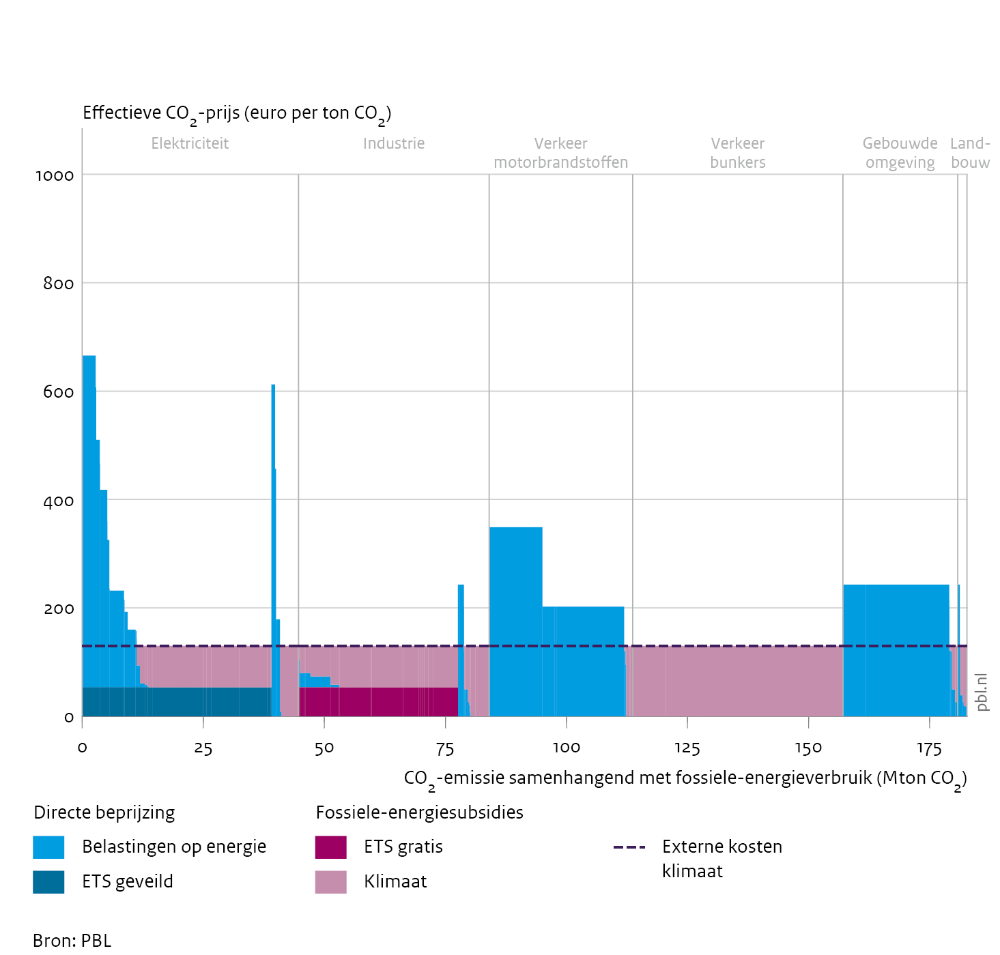 Effectieve CO₂-prijs (euro per ton CO₂)
Elektriciteit
Industrie
Verkeer
motorbrandstoffen
Verkeer
bunkers
Gebouwde
omgeving
Land-
bouw
1000
800
600
400
200
0
0 25 50 75 100 125 150 175
pbl.nl
CO₂-emissie samenhangend met fossiele-energieverbruik (Mton CO₂)
Directe beprijzing
Belastingen op energie
ETS geveild
Fossiele-energiesubsidies
ETS gratis
Klimaat
Externe kosten
klimaat
Bron: PBL